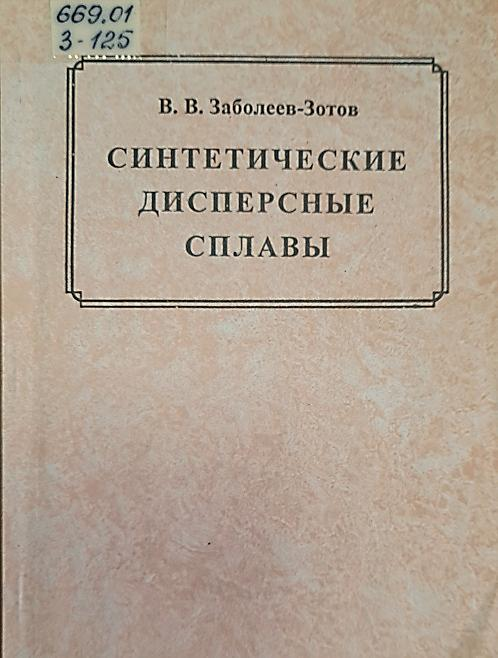 669.01
З-125
В. В. Заболеев-Зотов
СИНТЕТИЧЕСКИЕ
ДИСПЕРСНЫЕ
СПЛАВЫ